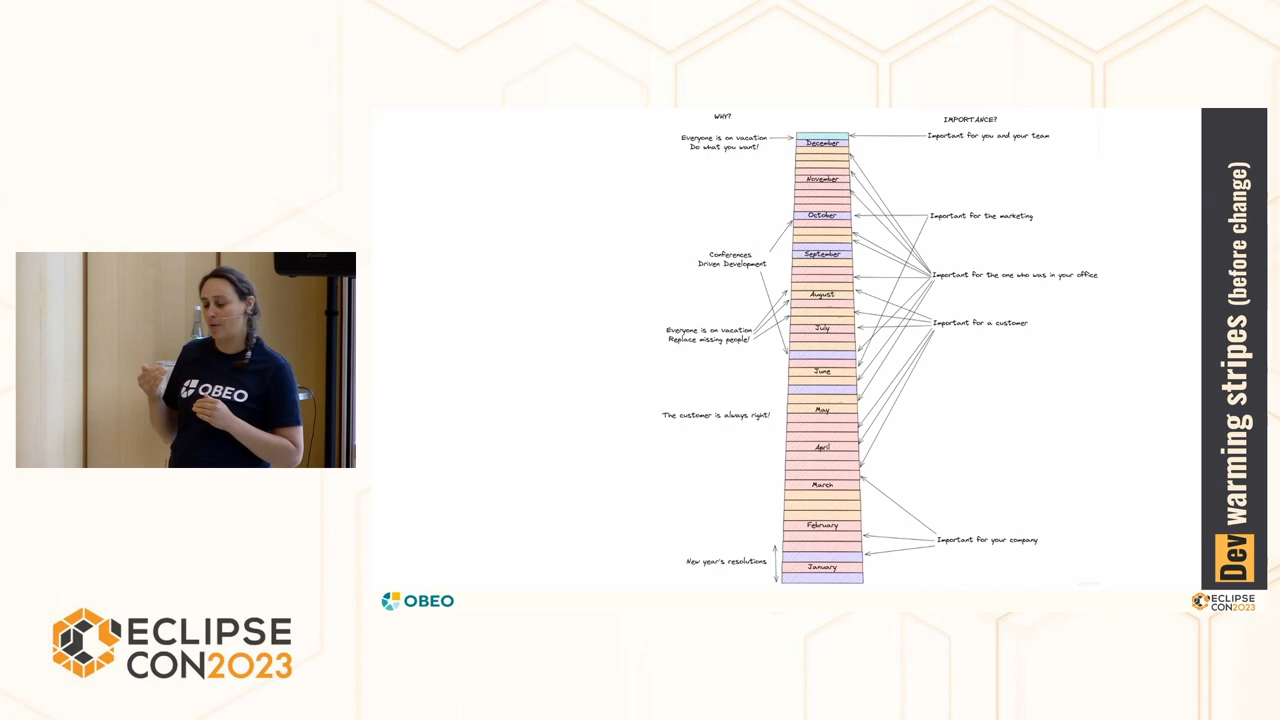 WHY?
IMPORTANCE?
Everyone is on vacation
Do what you want!
Important for you and your team
December
November
October
Important for the marketing
Conferences
Driven Development
September
Important for the one who was in your office
August
Important for a customer
Everyone is on vacation
Replace missing people!
July
June
The customer is always right!
May
April
March
February
Important for your company
New year's resolutions
January
Dev warming stripes (before change)
OBEO
OBEO
ECLIPSE
CON2023
ECLIPSE
CON2023